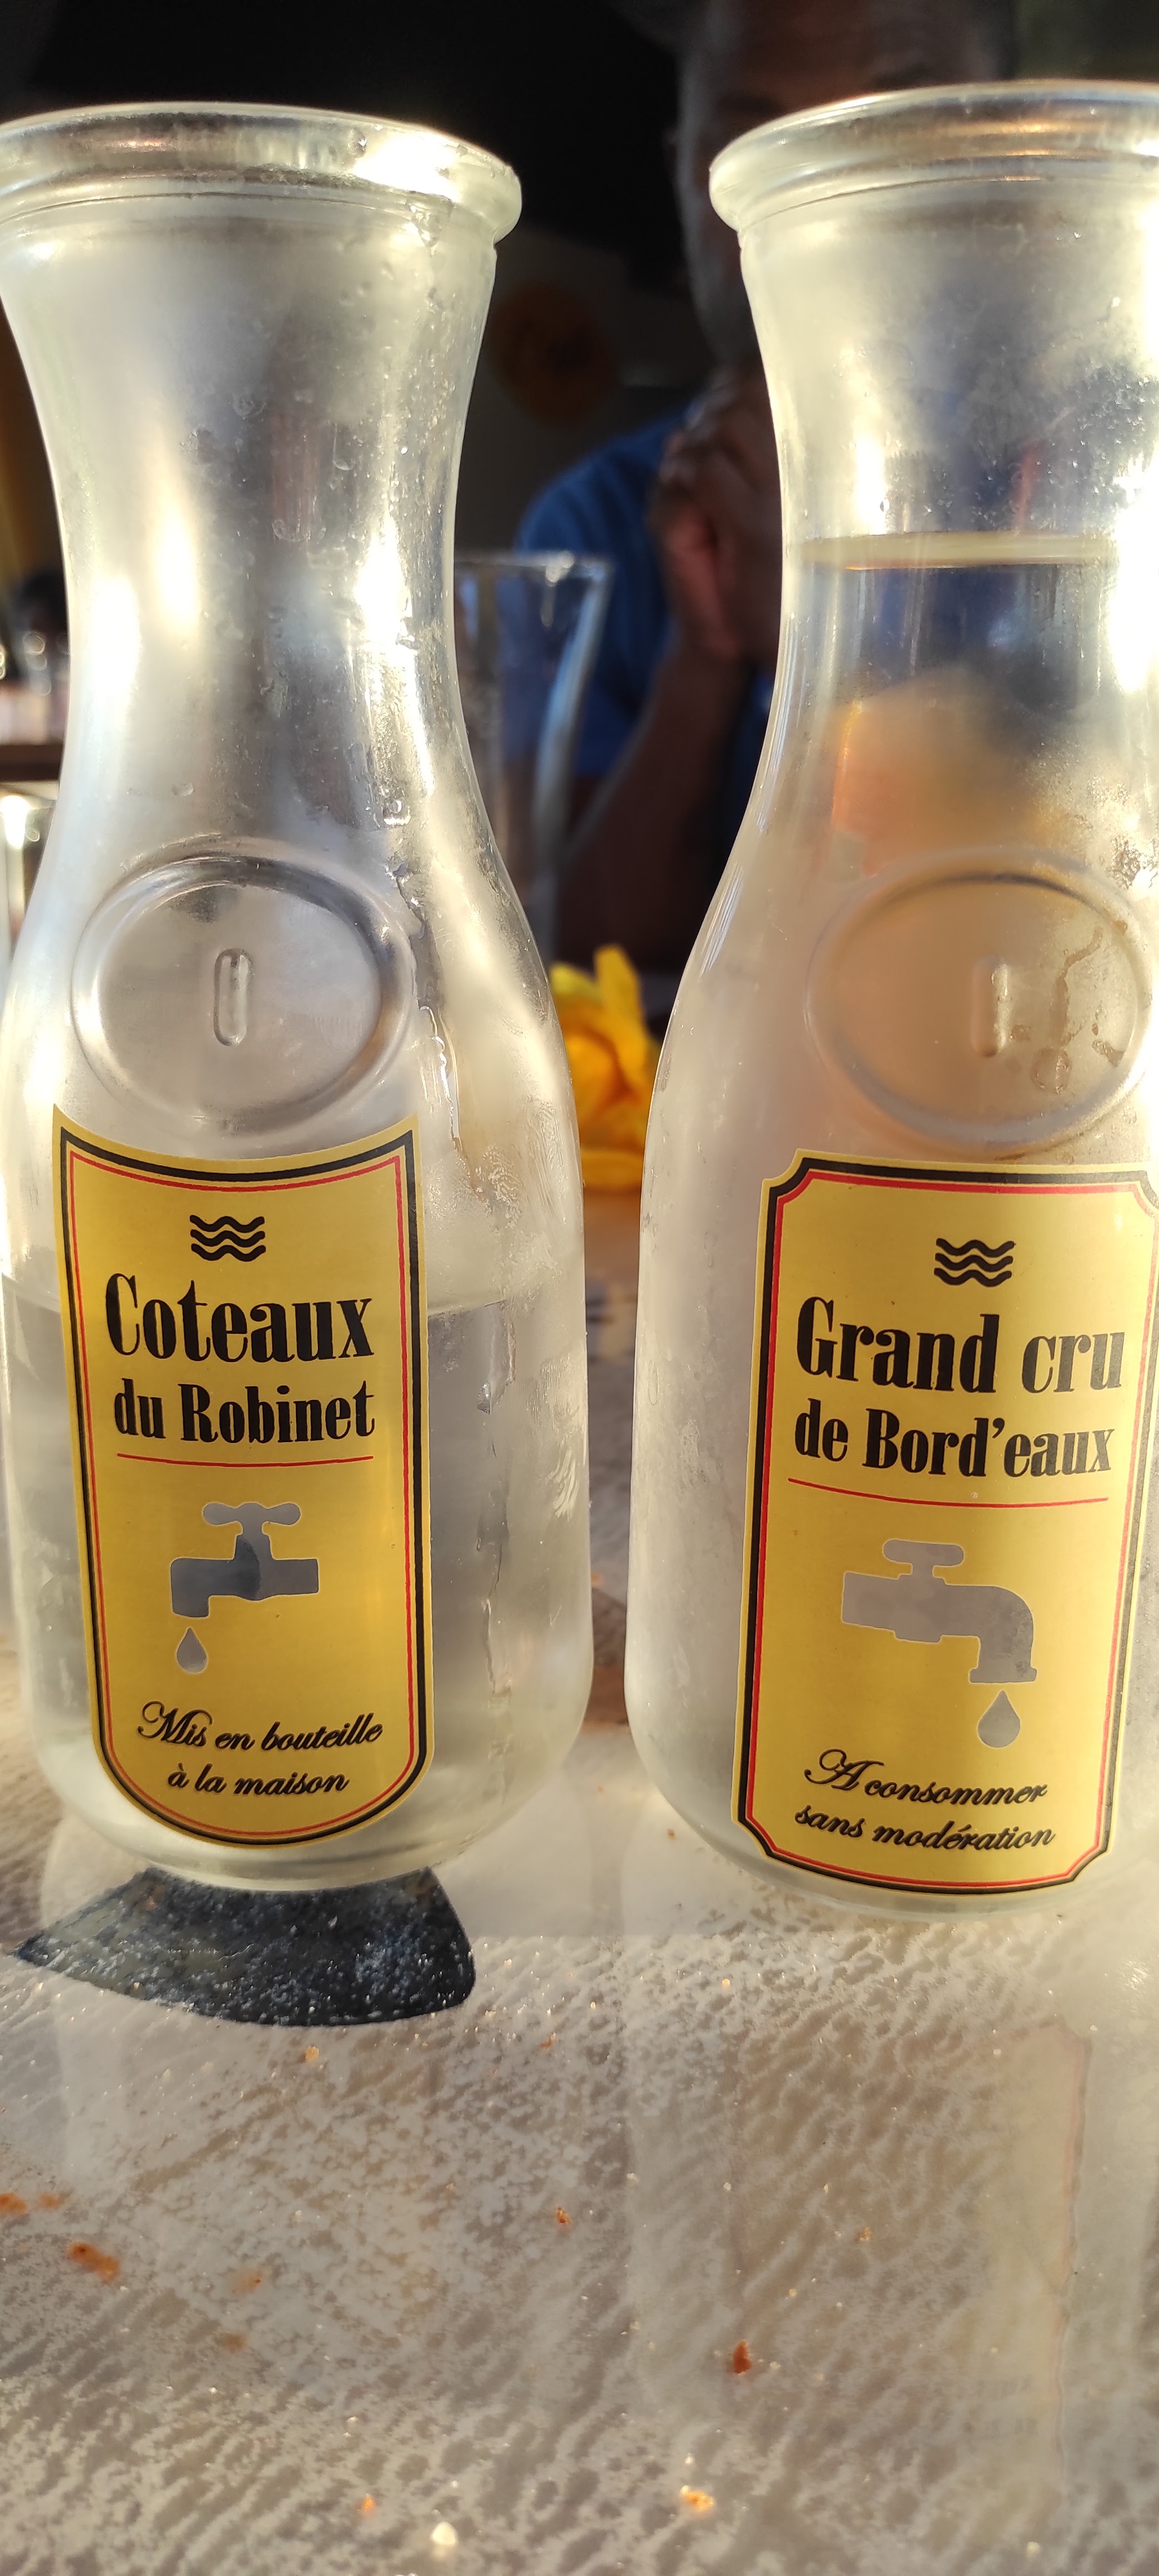 Coteaux
du Robinet
Mis en bouteille
à la maison
Grand cru
de Bord'eaux
A consommer
sans modération